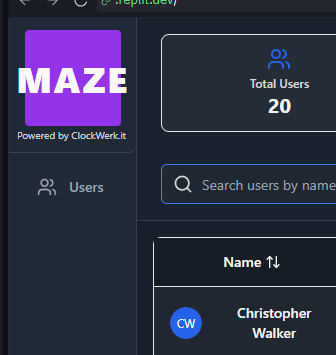 .replit.dev/
MAZE
Powered by ClockWerk.it
Users
Total Users
20
Search users by name
Name
CW
Christopher
Walker